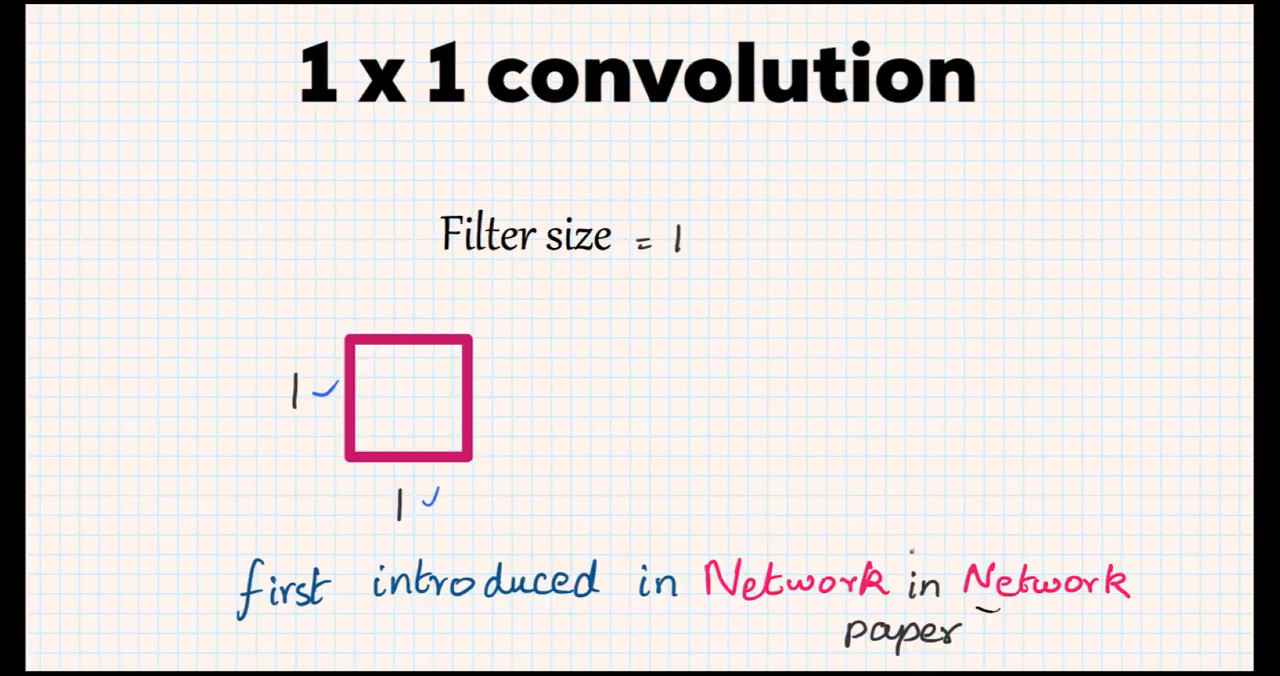 1 x 1 convolution
Filter size = 1
1
1
first introduced in Network in Network
paper